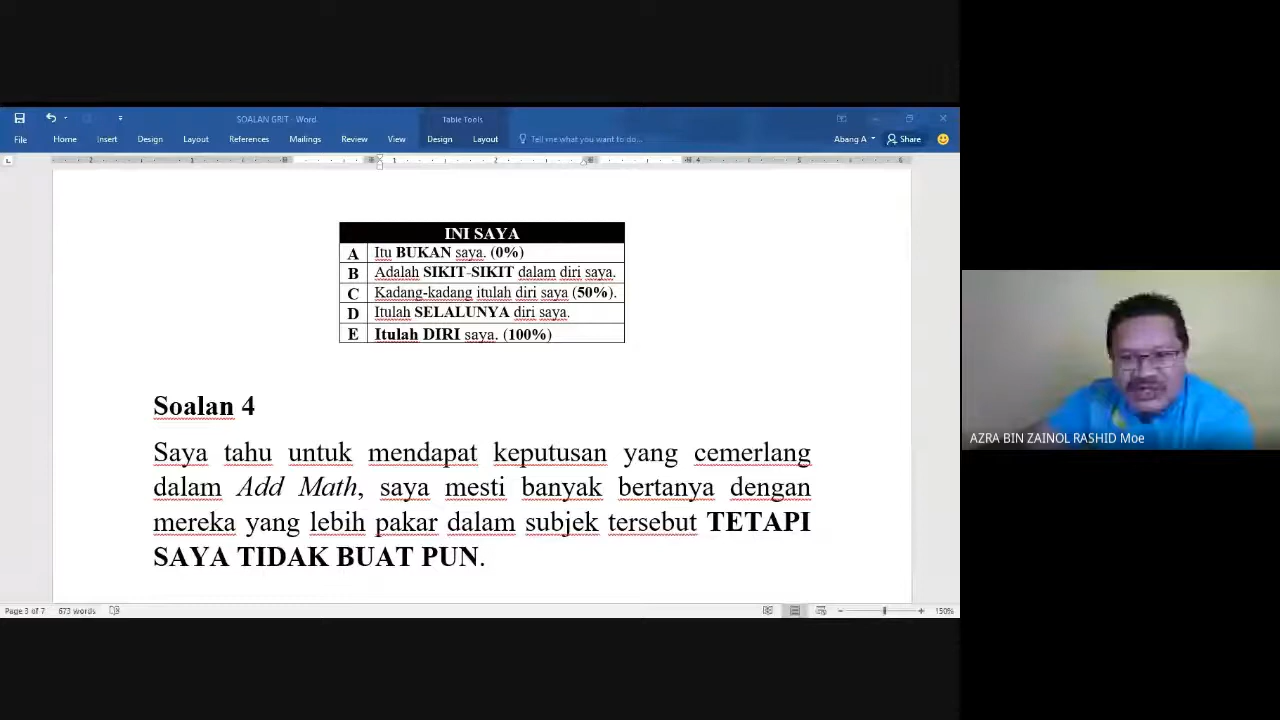 SOALAN GRIT - Word
Table Tools
File Home Insert Design Layout References Mailings Review View Design Layout Tell me what you want to do... Abang A Share
INI SAYA
A Itu BUKAN saya. (0%)
B Adalah SIKIT-SIKIT dalam diri saya.
C Kadang-kadang itulah diri saya (50%).
D Itulah SELALUNYA diri saya.
E Itulah DIRI saya. (100%)
Soalan 4
Saya tahu untuk mendapat keputusan yang cemerlang
dalam Add Math, saya mesti banyak bertanya dengan
mereka yang lebih pakar dalam subjek tersebut TETAPI
SAYA TIDAK BUAT PUN.
AZRA BIN ZAINOL RASHID Moe
Page 3 of 7 673 words 150%